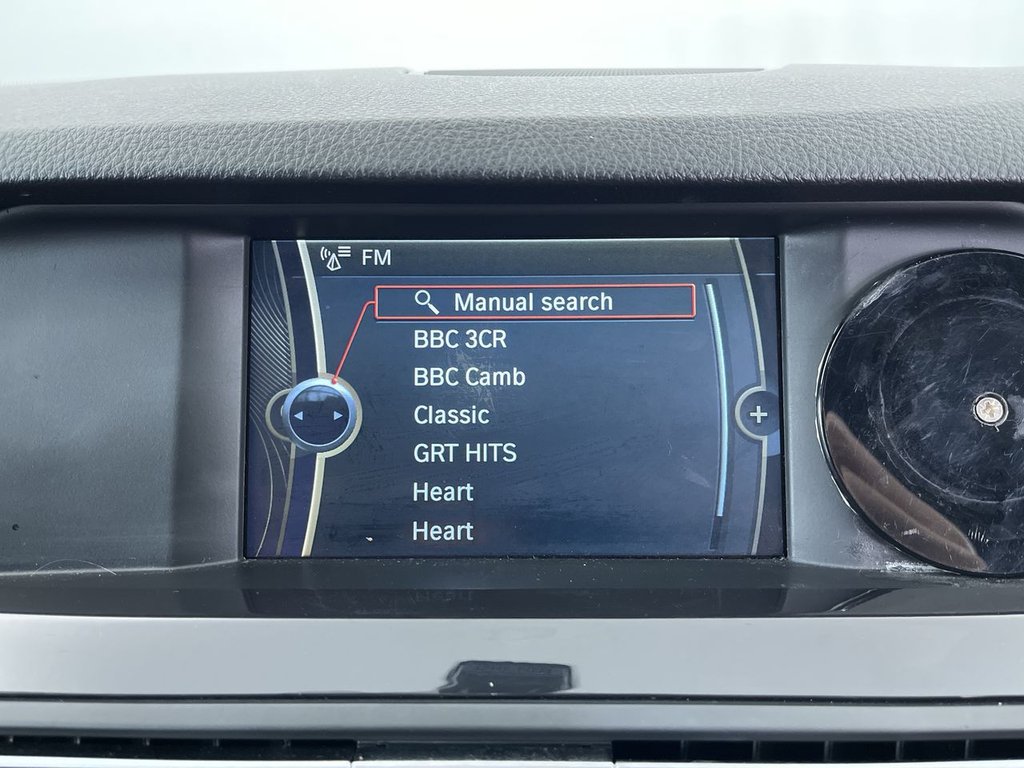 FM
Manual search
BBC 3CR
BBC Camb
Classic
GRT HITS
Heart
Heart